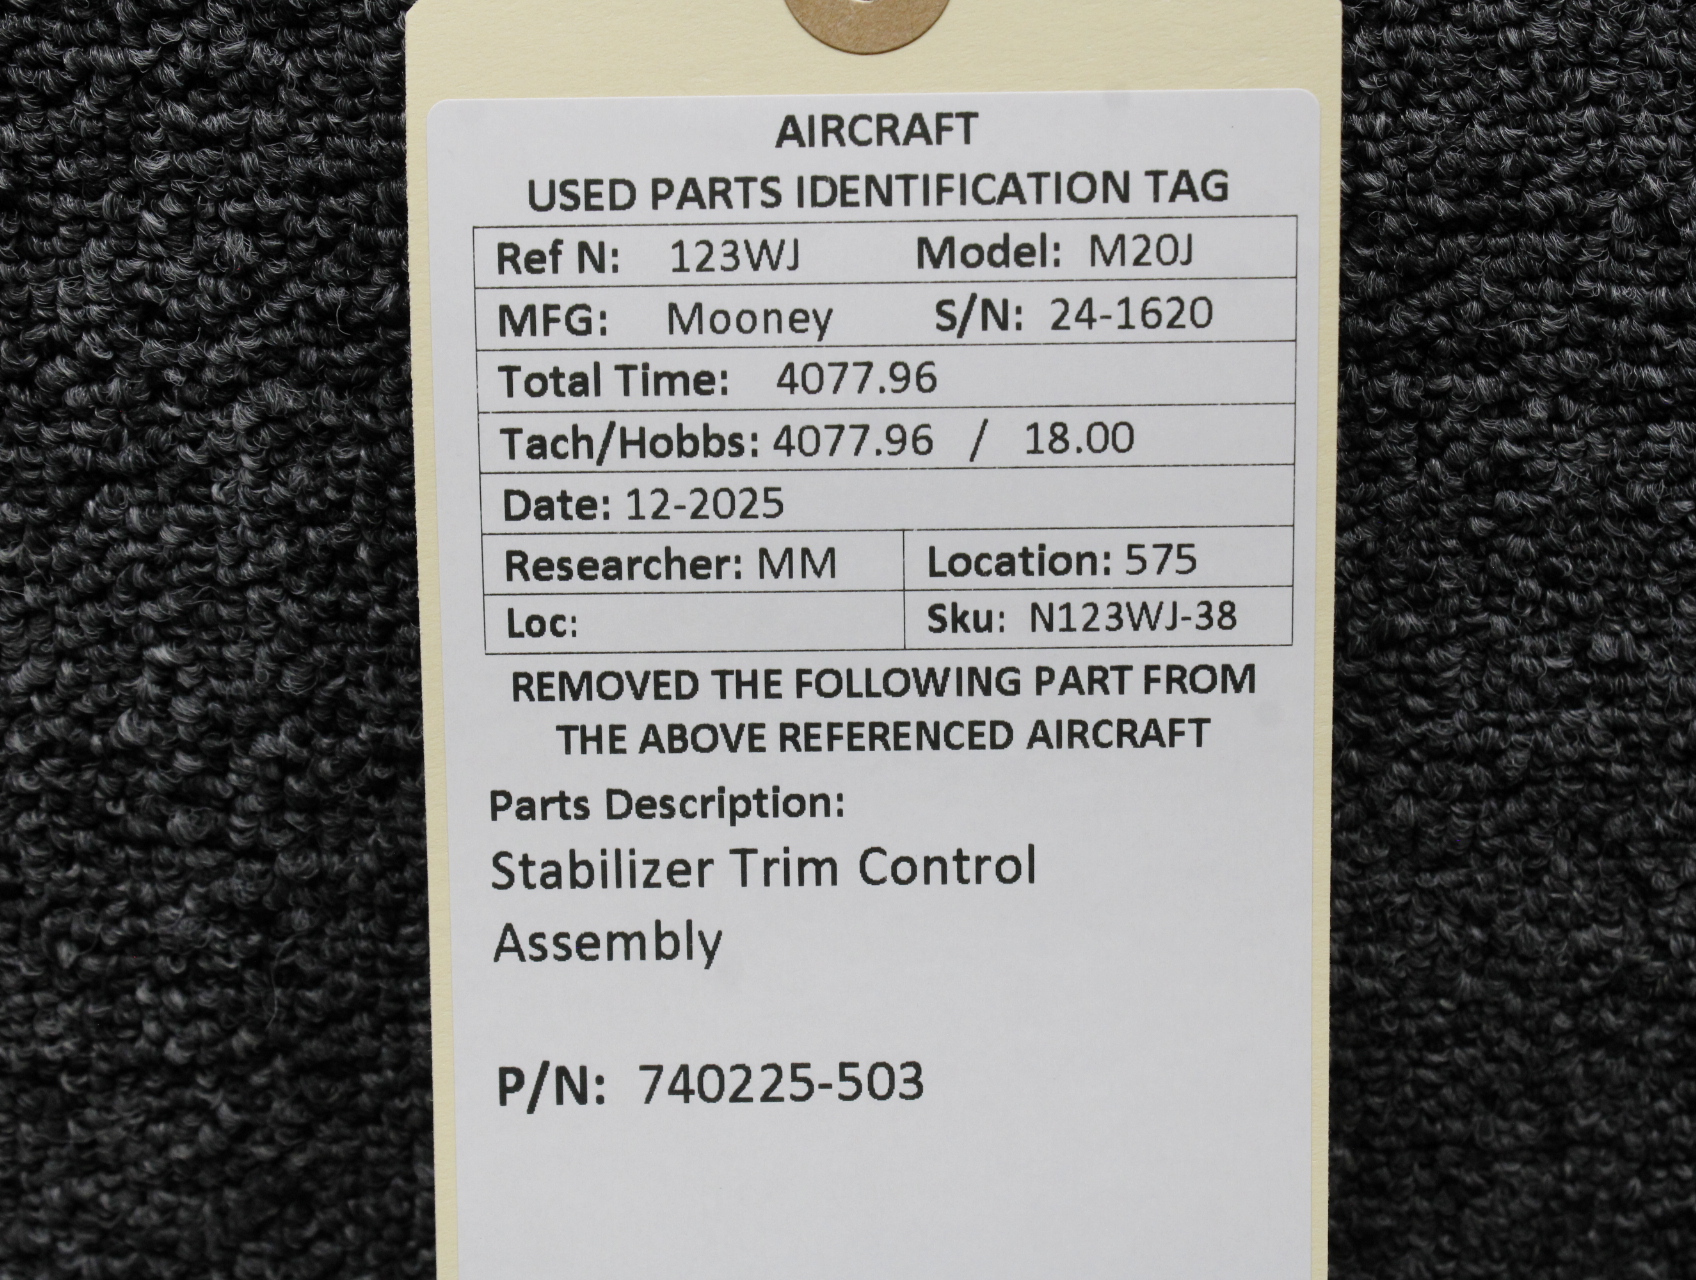 AIRCRAFT
USED PARTS IDENTIFICATION TAG
Ref N: 123WJ Model: M20J
MFG: Mooney S/N: 24-1620
Total Time: 4077.96
Tach/Hobbs: 4077.96 / 18.00
Date: 12-2025
Researcher: MM Location: 575
Loc: Sku: N123WJ-38
REMOVED THE FOLLOWING PART FROM
THE ABOVE REFERENCED AIRCRAFT
Parts Description:
Stabilizer Trim Control
Assembly
P/N: 740225-503